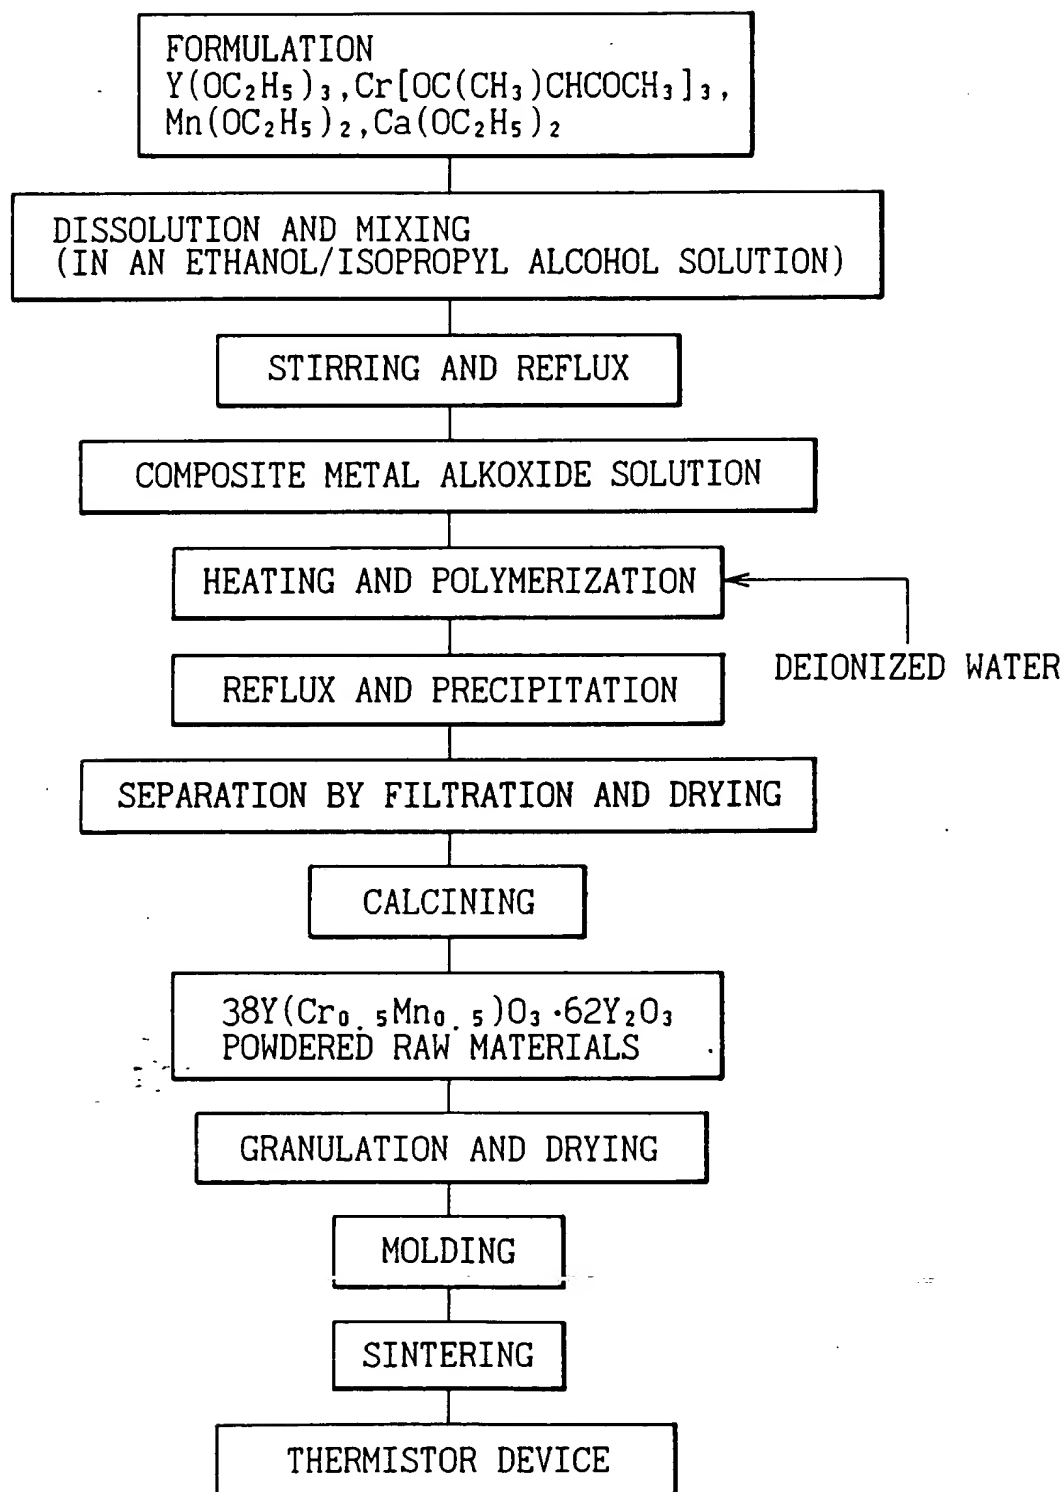 FORMULATION
Y(OC₂H₅)₃,Cr[OC(CH₃)CHCOCH₃]₃,
Mn(OC₂H₅)₂,Ca(OC₂H₅)₂
DISSOLUTION AND MIXING
(IN AN ETHANOL/ISOPROPYL ALCOHOL SOLUTION)
STIRRING AND REFLUX
COMPOSITE METAL ALKOXIDE SOLUTION
HEATING AND POLYMERIZATION
DEIONIZED WATER
REFLUX AND PRECIPITATION
SEPARATION BY FILTRATION AND DRYING
CALCINING
38Y(Cr₀.₅Mn₀.₅)O₃·62Y₂O₃
POWDERED RAW MATERIALS
GRANULATION AND DRYING
MOLDING
SINTERING
THERMISTOR DEVICE